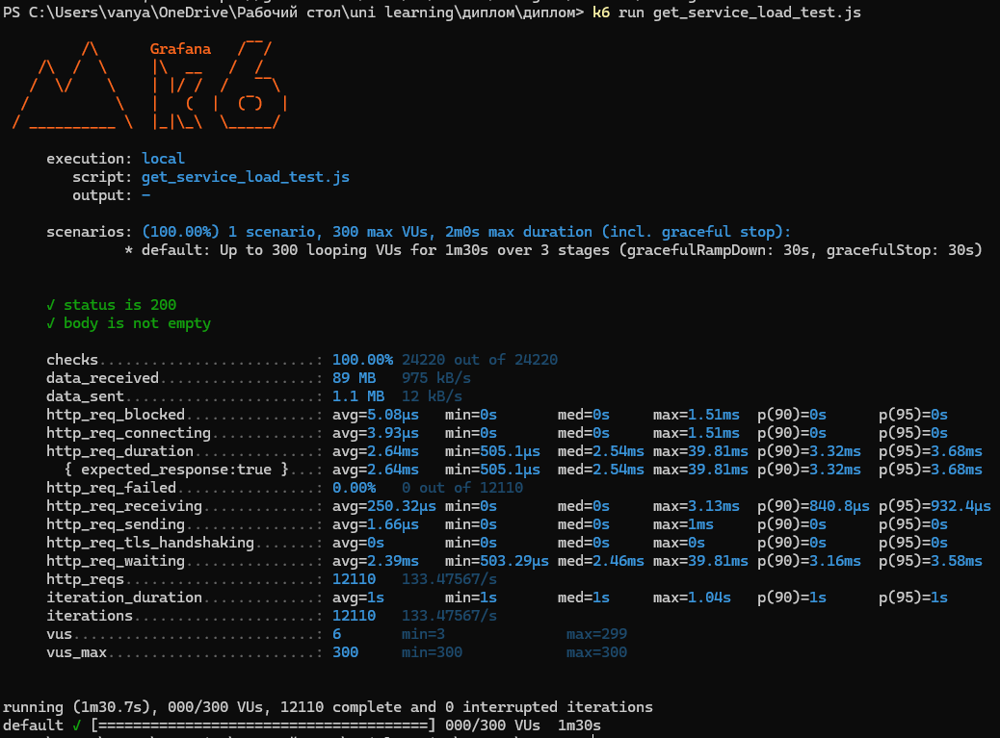 PS C:\Users\vanya\OneDrive\Рабочий стол\uni learning\диплом\диплом> k6 run get_service_load_test.js
Grafana
execution: local
script: get_service_load_test.js
output: -
scenarios: (100.00%) 1 scenario, 300 max VUs, 2m0s max duration (incl. graceful stop):
* default: Up to 300 looping VUs for 1m30s over 3 stages (gracefulRampDown: 30s, gracefulStop: 30s)
✓ status is 200
✓ body is not empty
checks.........................: 100.00% 24220 out of 24220
data_received..................: 89 MB 975 kB/s
data_sent......................: 1.1 MB 12 kB/s
http_req_blocked...............: avg=5.08µs min=0s med=0s max=1.51ms p(90)=0s p(95)=0s
http_req_connecting............: avg=3.93µs min=0s med=0s max=1.51ms p(90)=0s p(95)=0s
http_req_duration..............: avg=2.64ms min=505.1µs med=2.54ms max=39.81ms p(90)=3.32ms p(95)=3.68ms
{ expected_response:true }...: avg=2.64ms min=505.1µs med=2.54ms max=39.81ms p(90)=3.32ms p(95)=3.68ms
http_req_failed................: 0.00% 0 out of 12110
http_req_receiving.............: avg=250.32µs min=0s med=0s max=3.13ms p(90)=840.8µs p(95)=932.4µs
http_req_sending...............: avg=1.66µs min=0s med=0s max=1ms p(90)=0s p(95)=0s
http_req_tls_handshaking.......: avg=0s min=0s med=0s max=0s p(90)=0s p(95)=0s
http_req_waiting...............: avg=2.39ms min=503.29µs med=2.46ms max=39.81ms p(90)=3.16ms p(95)=3.58ms
http_reqs......................: 12110 133.47567/s
iteration_duration.............: avg=1s min=1s med=1s max=1.04s p(90)=1s p(95)=1s
iterations.....................: 12110 133.47567/s
vus............................: 6 min=3 max=299
vus_max........................: 300 min=300 max=300
running (1m30.7s), 000/300 VUs, 12110 complete and 0 interrupted iterations
default ✓ [======================================] 000/300 VUs 1m30s